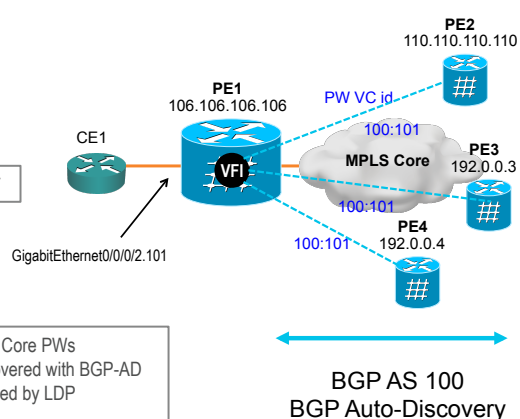 PE2
110.110.110.110
PE1
106.106.106.106
PW VC id
100:101
CE1
VFI
MPLS Core
PE3
192.0.0.3
100:101
PE4
192.0.0.4
100:101
GigabitEthernet0/0/0/2.101
Core PWs
overed with BGP-AD
ed by LDP
BGP AS 100
BGP Auto-Discovery